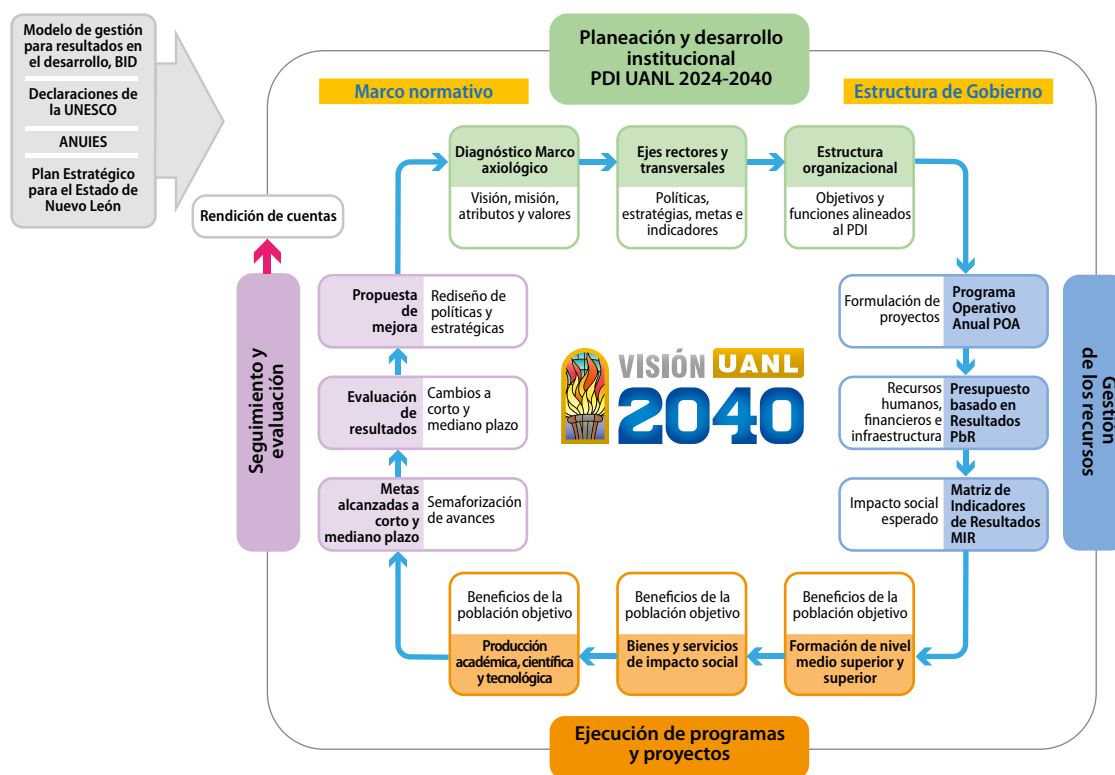 Modelo de gestión
para resultados en
el desarrollo, BID
Declaraciones de
la UNESCO
ANUIES
Plan Estratégico
para el Estado de
Nuevo León
Planeación y desarrollo
institucional
PDI UANL 2024-2040
Marco normativo
Estructura de Gobierno
Diagnóstico Marco
axiológico
Visión, misión,
atributos y valores
Ejes rectores y
transversales
Políticas,
estratégias, metas e
indicadores
Estructura
organizacional
Objetivos y
funciones alineados
al PDI
Rendición de cuentas
Seguimiento y
evaluación
Propuesta
de
mejora
Rediseño de
políticas y
estratégicas
Evaluación
de
resultados
Cambios a
corto y
mediano plazo
Metas
alcanzadas a
corto y
mediano plazo
Semaforización
de avances
VISIÓN UANL
2040
Formulación de
proyectos
Programa
Operativo
Anual POA
Recursos
humanos,
financieros e
infraestructura
Presupuesto
basado en
Resultados
PbR
Impacto social
esperado
Matriz de
Indicadores
de Resultados
MIR
Gestión
de los recursos
Beneficios de la
población objetivo
Producción
académica, científica
y tecnológica
Beneficios de la
población objetivo
Bienes y servicios
de impacto social
Beneficios de la
población objetivo
Formación de nivel
medio superior y
superior
Ejecución de programas
y proyectos